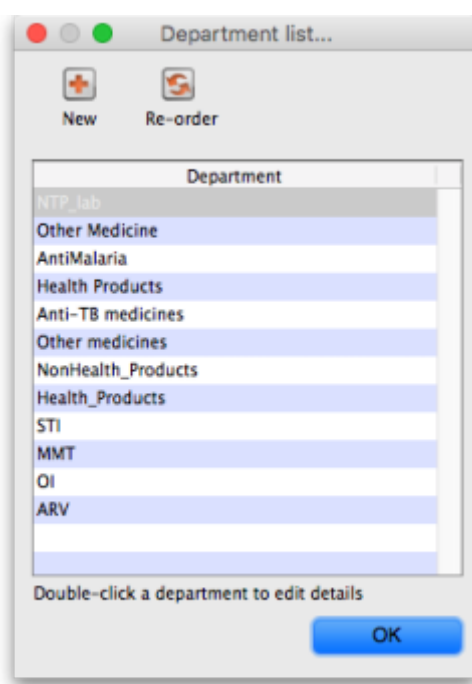 Department list...
New Re-order
Department
NTP_lab
Other Medicine
AntiMalaria
Health Products
Anti-TB medicines
Other medicines
NonHealth_Products
Health_Products
STI
MMT
OI
ARV
Double-click a department to edit details
OK